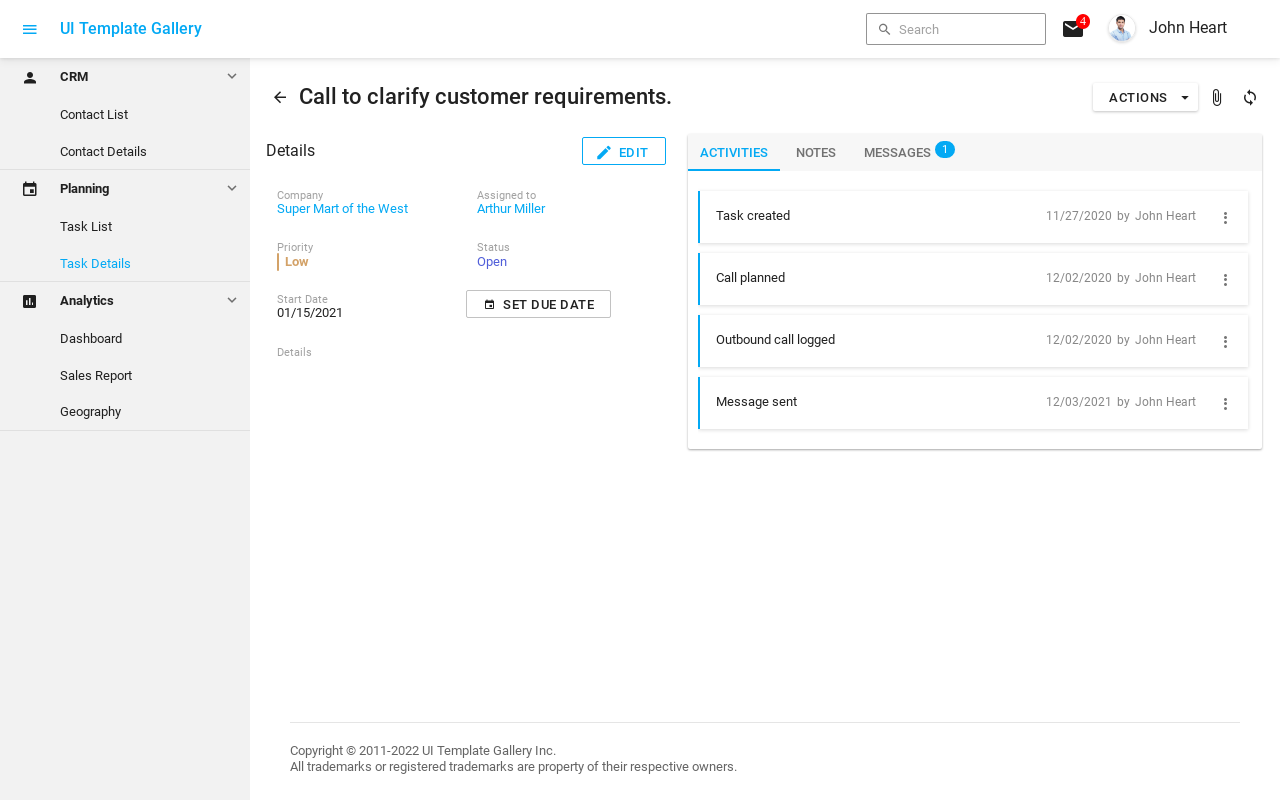 UI Template Gallery
Search
4
John Heart
CRM
Contact List
Contact Details
Planning
Task List
Task Details
Analytics
Dashboard
Sales Report
Geography
Call to clarify customer requirements.
ACTIONS
Details
EDIT
Company
Super Mart of the West
Assigned to
Arthur Miller
Priority
Low
Status
Open
Start Date
01/15/2021
SET DUE DATE
Details
ACTIVITIES
NOTES
MESSAGES 1
Task created 11/27/2020 by John Heart
Call planned 12/02/2020 by John Heart
Outbound call logged 12/02/2020 by John Heart
Message sent 12/03/2021 by John Heart
Copyright © 2011-2022 UI Template Gallery Inc.
All trademarks or registered trademarks are property of their respective owners.